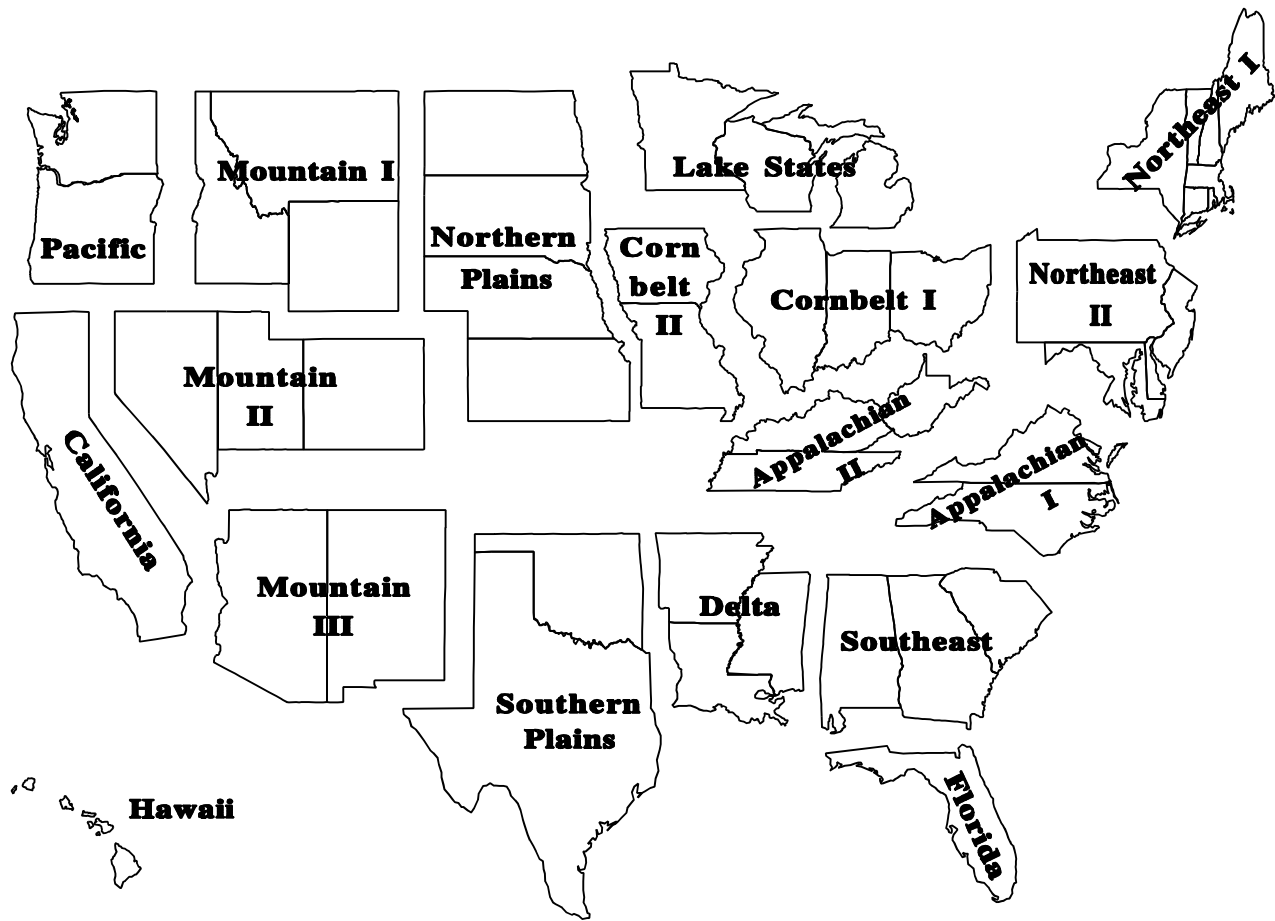 Northeast I
Mountain I
Lake States
Pacific
Northern
Plains
Corn
belt
II
Cornbelt I
Northeast
II
Mountain
II
California
Appalachian
II
Appalachian
I
Mountain
III
Delta
Southeast
Southern
Plains
Hawaii
Florida